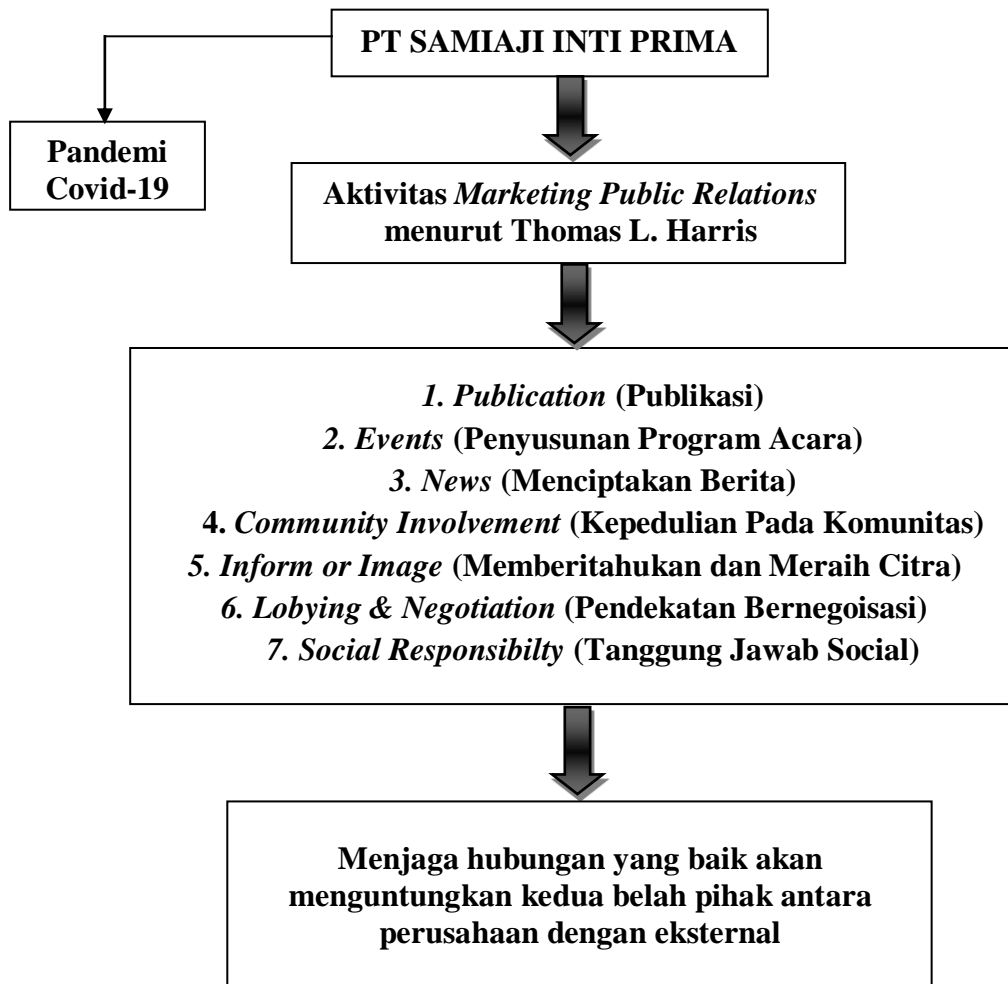 PT SAMIAJI INTI PRIMA
Pandemi
Covid-19
Aktivitas Marketing Public Relations
menurut Thomas L. Harris
1. Publication (Publikasi)
2. Events (Penyusunan Program Acara)
3. News (Menciptakan Berita)
4. Community Involvement (Kepedulian Pada Komunitas)
5. Inform or Image (Memberitahukan dan Meraih Citra)
6. Lobying & Negotiation (Pendekatan Bernegoisasi)
7. Social Responsibilty (Tanggung Jawab Social)
Menjaga hubungan yang baik akan
menguntungkan kedua belah pihak antara
perusahaan dengan eksternal